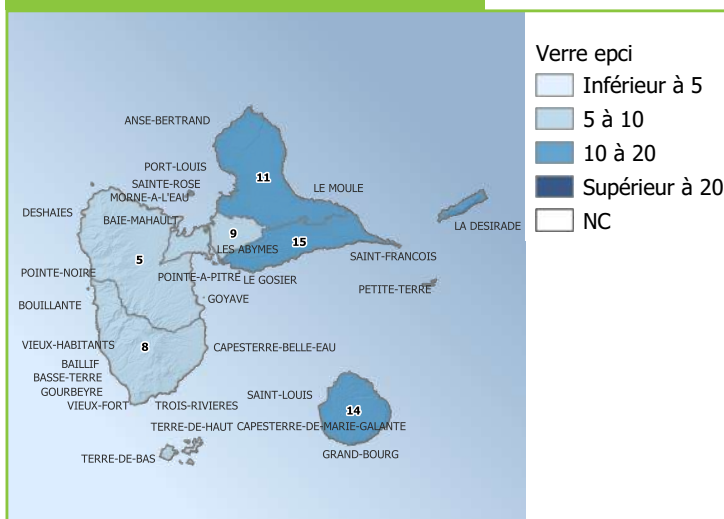 Verre epci
Inférieur à 5
5 à 10
10 à 20
Supérieur à 20
NC
ANSE-BERTRAND
PORT-LOUIS
11
SAINTE-ROSE
LE MOULE
MORNE-A-L'EAU
DESHAIES
BAIE-MAHAULT
LA DESIRADE
9
15
LES ABYMES
SAINT-FRANCOIS
5
POINTE-NOIRE
POINTE-A-PITRE
LE GOSIER
PETITE-TERRE
BOUILLANTE
GOYAVE
VIEUX-HABITANTS
8
CAPESTERRE-BELLE-EAU
BAILLIF
BASSE-TERRE
GOURBEYRE
SAINT-LOUIS
VIEUX-FORT
TROIS-RIVIERES
14
TERRE-DE-HAUT
CAPESTERRE-DE-MARIE-GALANTE
TERRE-DE-BAS
GRAND-BOURG